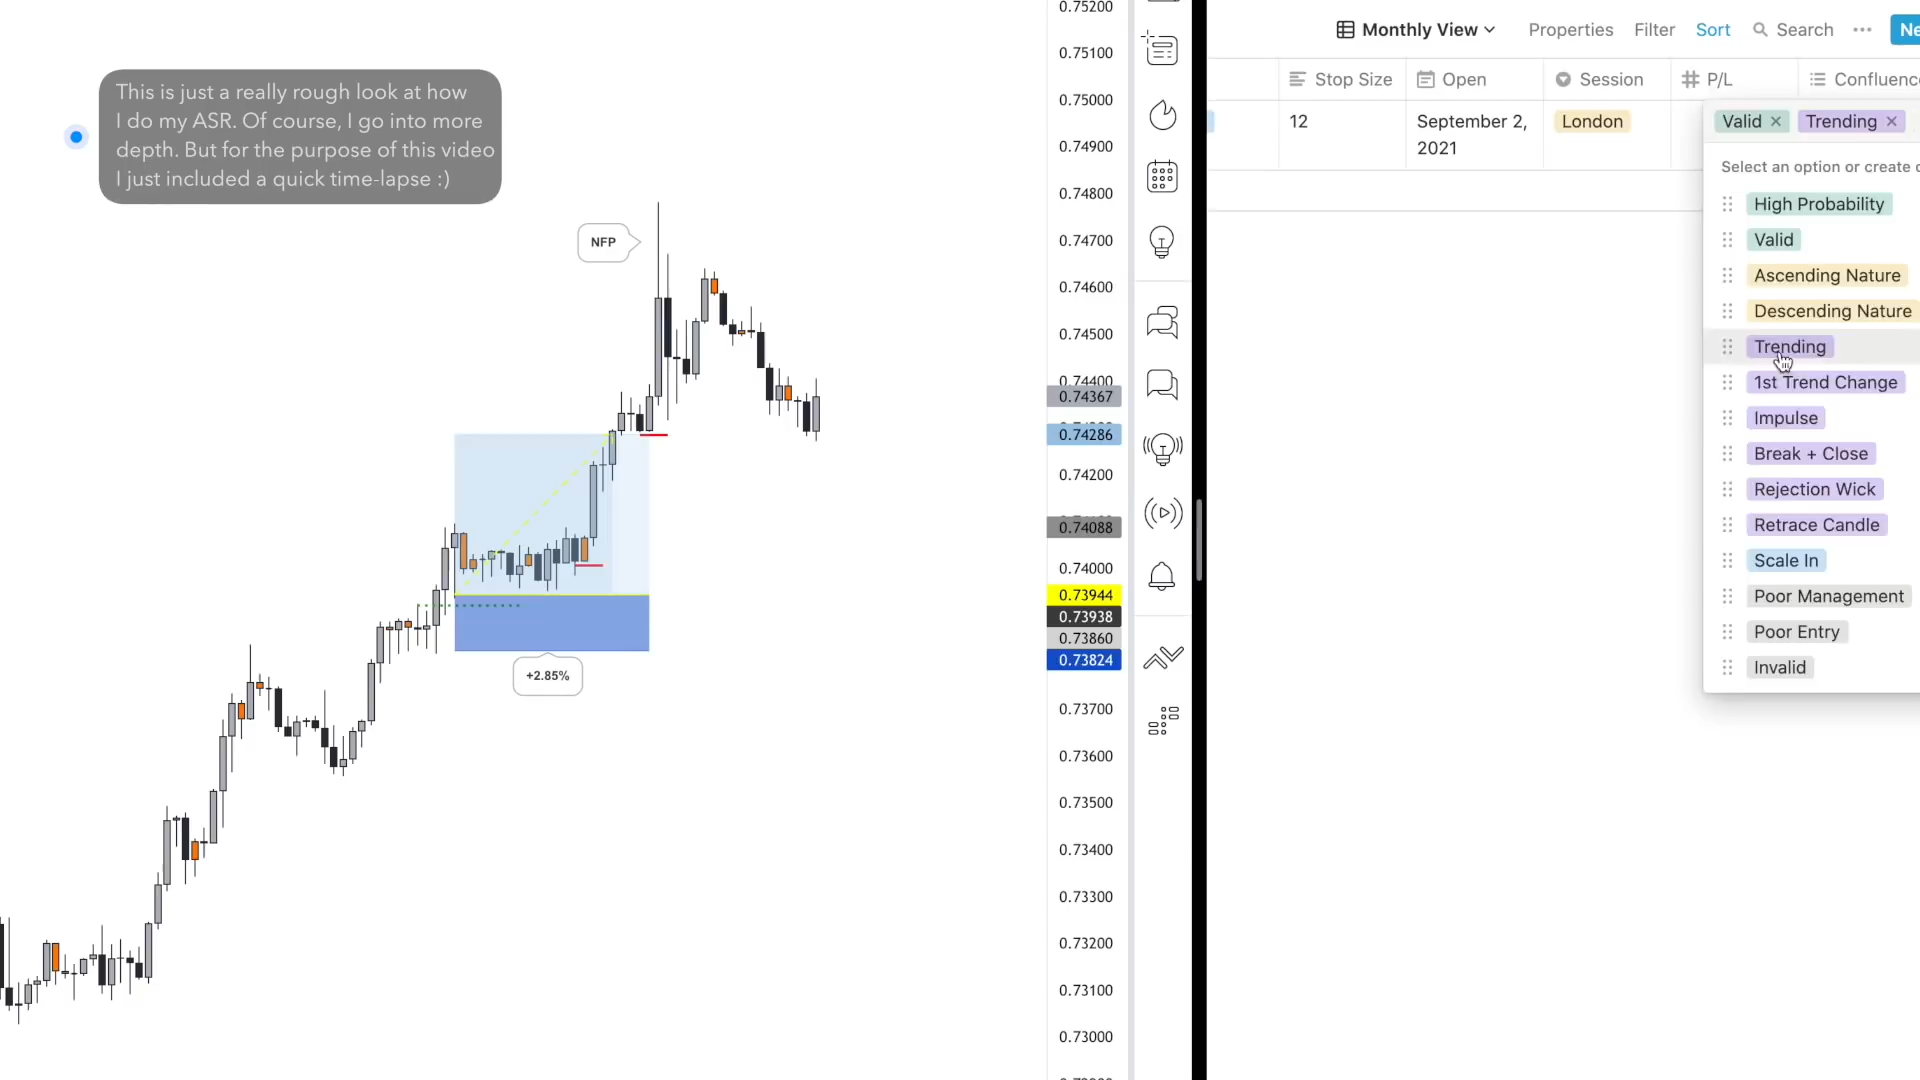 This is just a really rough look at how
I do my ASR. Of course, I go into more
depth. But for the purpose of this video
I just included a quick time-lapse :)
NFP
+2.85%
0.75200
0.75100
0.75000
0.74900
0.74800
0.74700
0.74600
0.74500
0.74400
0.74367
0.74286
0.74200
0.74088
0.74000
0.73944
0.73938
0.73860
0.73824
0.73700
0.73600
0.73500
0.73400
0.73300
0.73200
0.73100
0.73000
Monthly View Properties Filter Sort Search Ne
Stop Size Open Session P/L Confluenc
12 September 2, London Valid Trending
2021
Select an option or create o
High Probability
Valid
Ascending Nature
Descending Nature
Trending
1st Trend Change
Impulse
Break + Close
Rejection Wick
Retrace Candle
Scale In
Poor Management
Poor Entry
Invalid